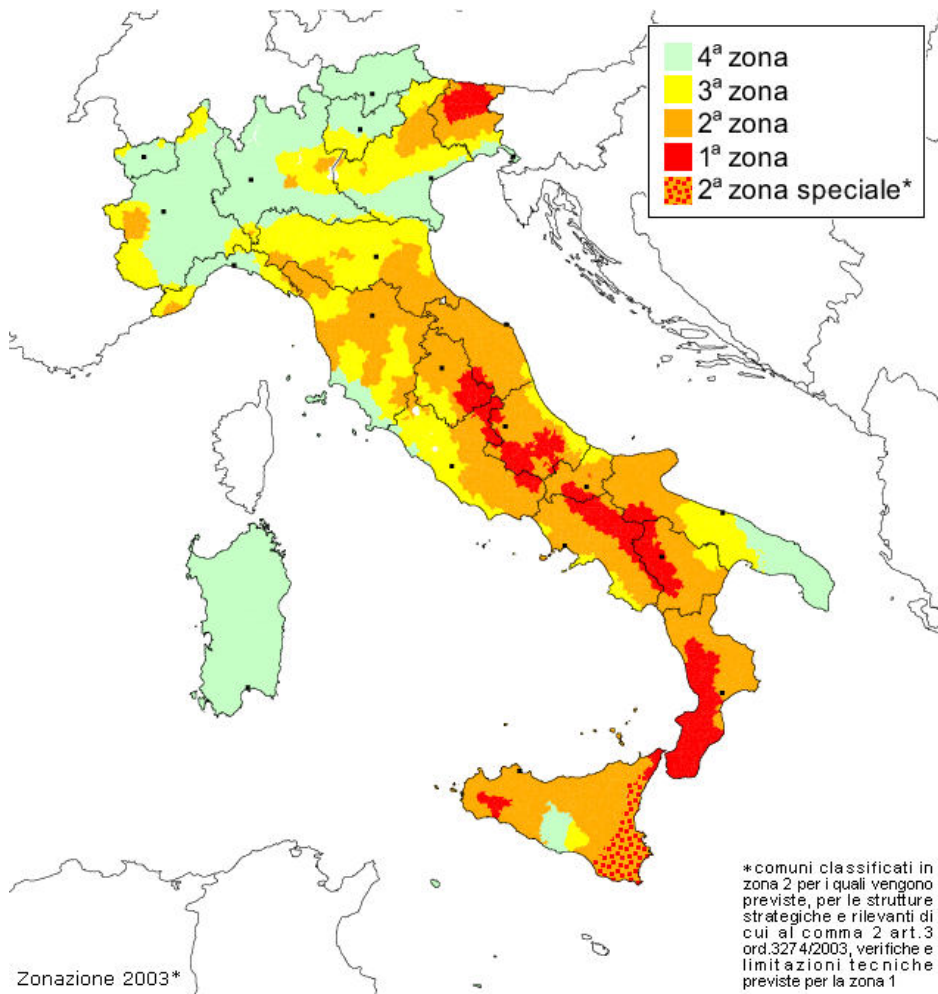 4ª zona
3ª zona
2ª zona
1ª zona
2ª zona speciale*
*comuni classificati in
zona 2 per i quali vengono
previste, per le strutture
strategiche e rilevanti di
cui al comma 2 art.3
ord.3274/2003, verifiche e
limitazioni tecniche
previste per la zona 1
Zonazione 2003*